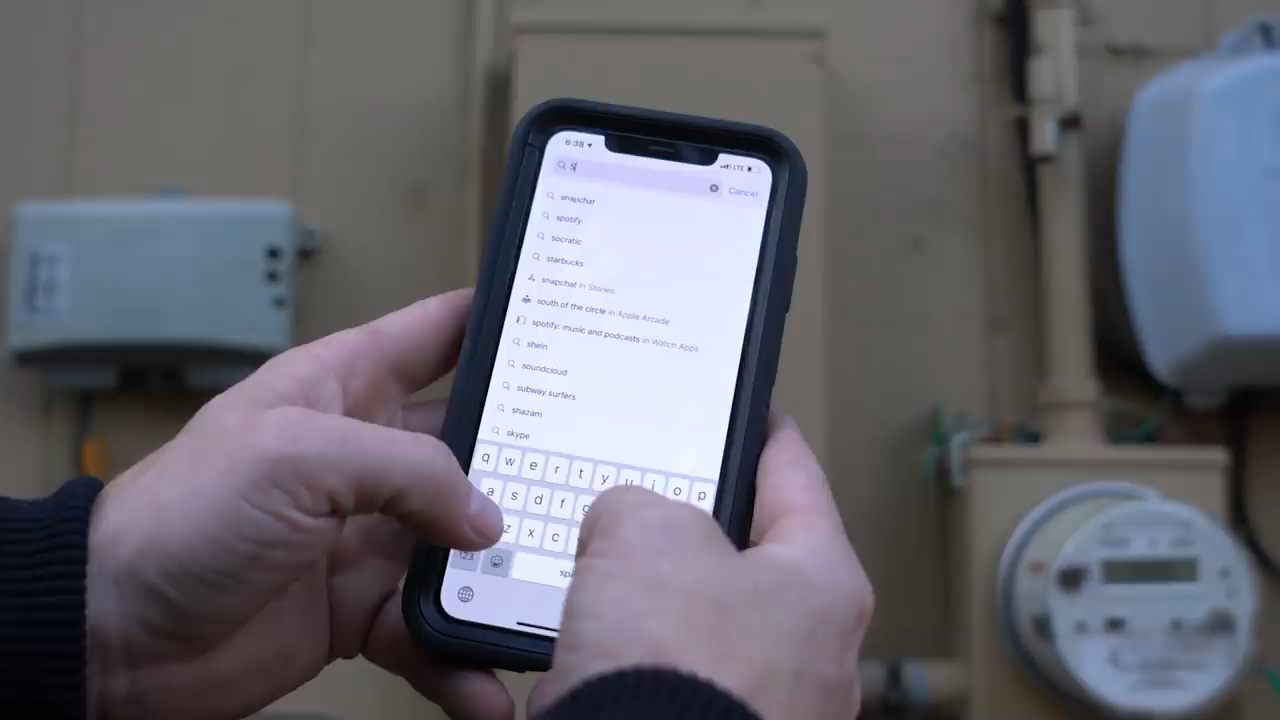 6:38
LTE
S
Cancel
snapchat
spotify
socratic
starbucks
snapchat in Stories
south of the circle in Apple Arcade
spotify: music and podcasts in Watch Apps
shein
soundcloud
subway surfers
shazam
skype
q w e r t y u i o p
a s d f g
z x c
123